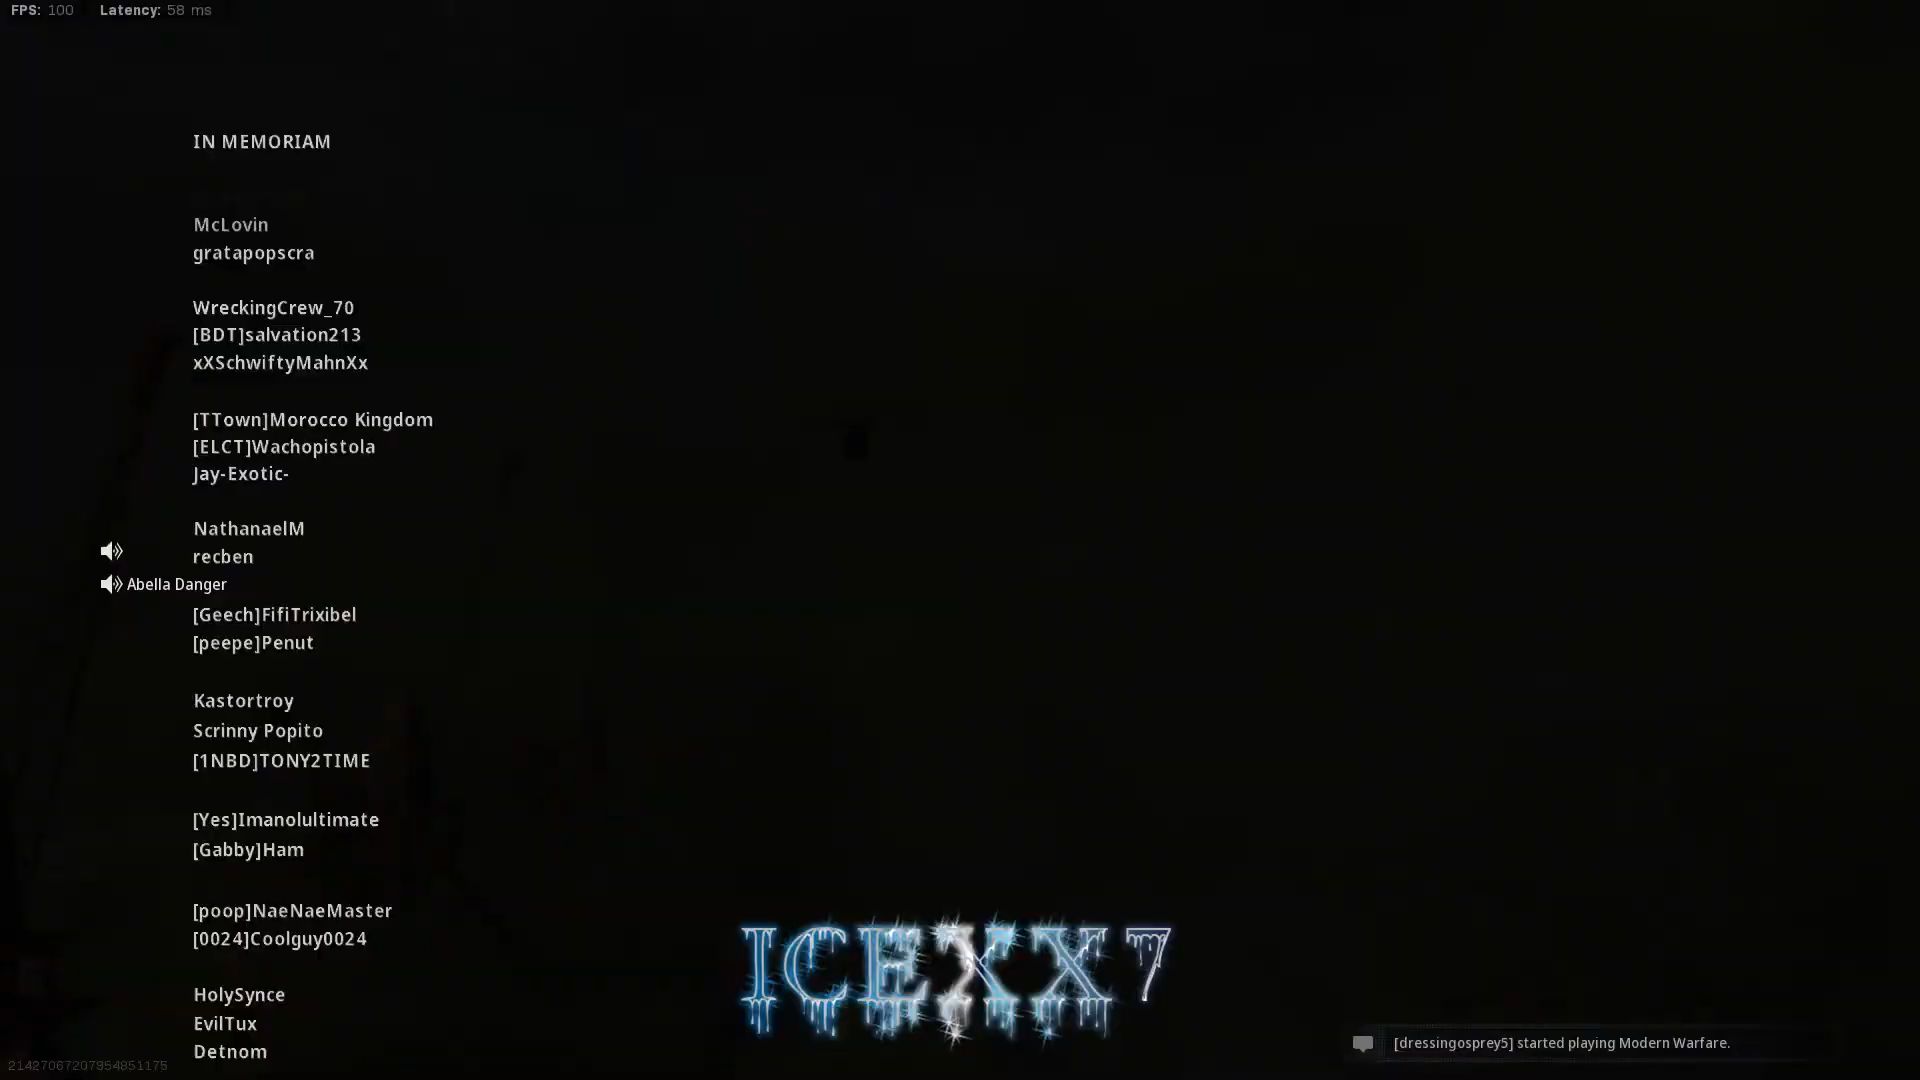 FPS: 100 Latency: 58 ms
IN MEMORIAM
McLovin
gratapopscra
WreckingCrew_70
[BDT]salvation213
xXSchwiftyMahnXx
[TTown]Morocco Kingdom
[ELCT]Wachopistola
Jay-Exotic-
NathanaelM
recben
Abella Danger
[Geech]FifiTrixibel
[peepe]Penut
Kastortroy
Scrinny Popito
[1NBD]TONY2TIME
[Yes]Imanolultimate
[Gabby]Ham
[poop]NaeNaeMaster
[0024]Coolguy0024
HolySynce
EvilTux
Detnom
ICEXX7
[dressingosprey5] started playing Modern Warfare.
21427067207954851175